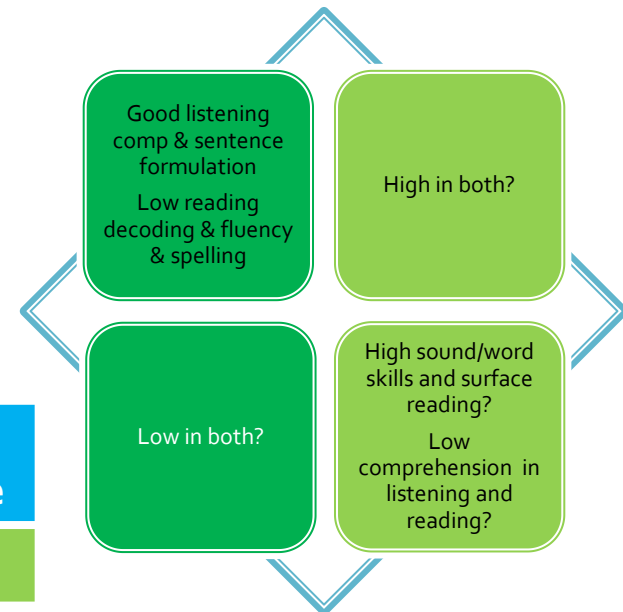 Good listening
comp & sentence
formulation
Low reading
decoding & fluency
& spelling
High in both?
Low in both?
High sound/word
skills and surface
reading?
Low
comprehension in
listening and
reading?